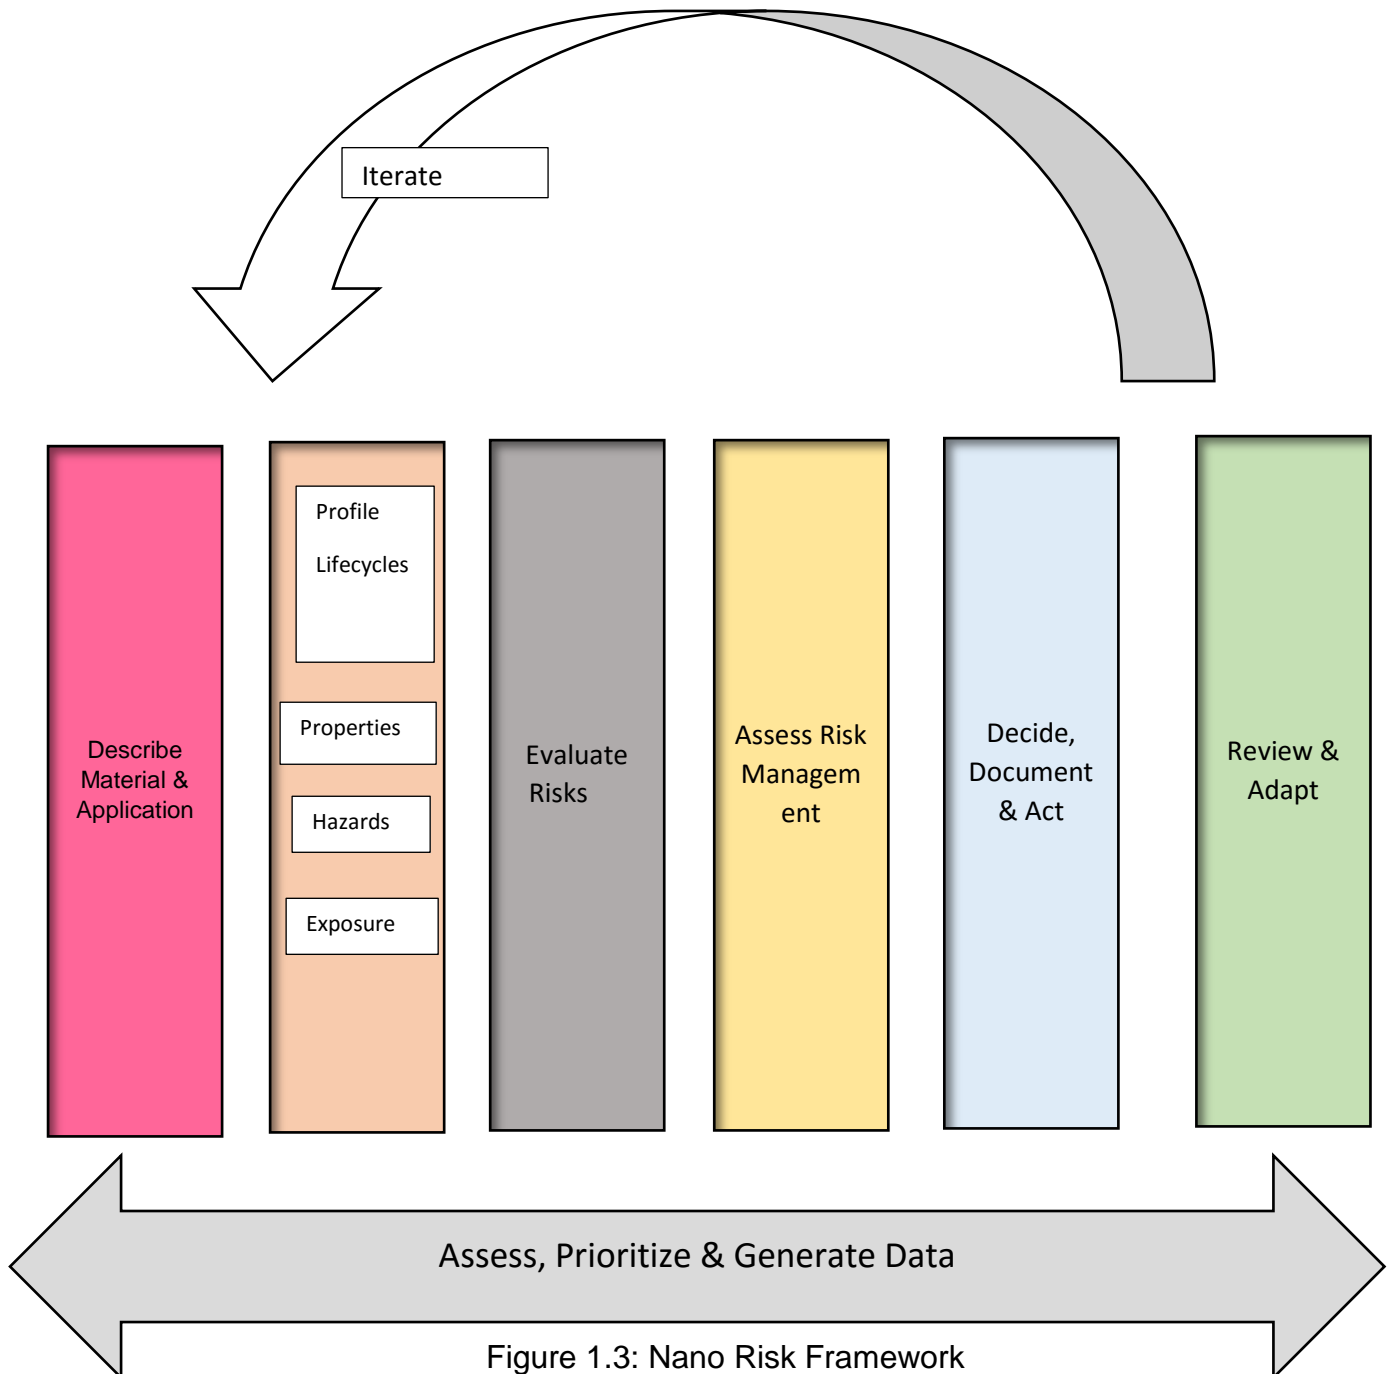 Iterate
Describe
Material &
Application
Profile
Lifecycles
Properties
Hazards
Exposure
Evaluate
Risks
Assess Risk
Managem
ent
Decide,
Document
& Act
Review &
Adapt
Assess, Prioritize & Generate Data
Figure 1.3: Nano Risk Framework